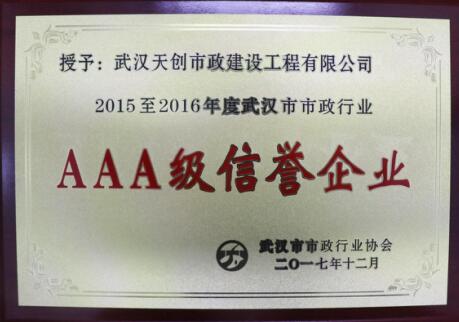 授予：武汉天创市政建设工程有限公司
2015至2016年度武汉市市政行业
AAA级信誉企业
武汉市市政行业协会
二〇一七年十二月